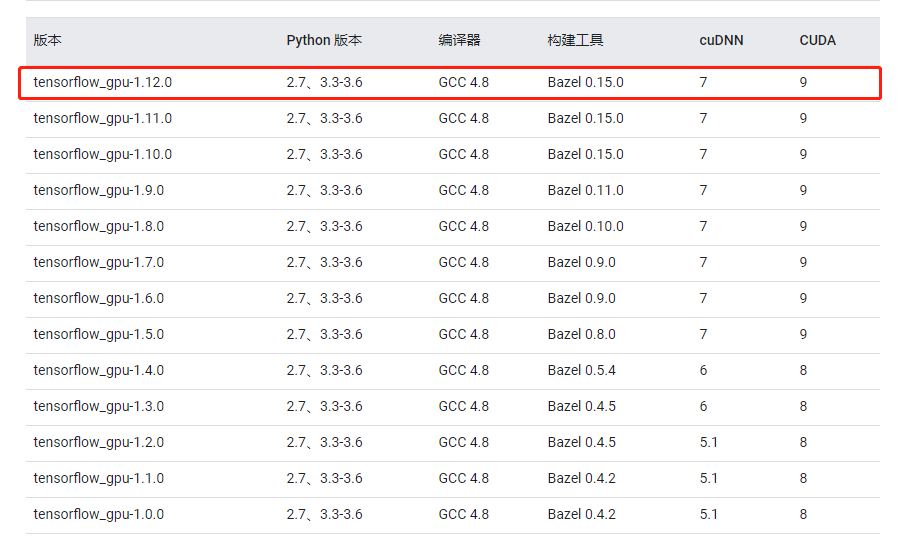 版本 Python 版本 编译器 构建工具 cuDNN CUDA
tensorflow_gpu-1.12.0 2.7、3.3-3.6 GCC 4.8 Bazel 0.15.0 7 9
tensorflow_gpu-1.11.0 2.7、3.3-3.6 GCC 4.8 Bazel 0.15.0 7 9
tensorflow_gpu-1.10.0 2.7、3.3-3.6 GCC 4.8 Bazel 0.15.0 7 9
tensorflow_gpu-1.9.0 2.7、3.3-3.6 GCC 4.8 Bazel 0.11.0 7 9
tensorflow_gpu-1.8.0 2.7、3.3-3.6 GCC 4.8 Bazel 0.10.0 7 9
tensorflow_gpu-1.7.0 2.7、3.3-3.6 GCC 4.8 Bazel 0.9.0 7 9
tensorflow_gpu-1.6.0 2.7、3.3-3.6 GCC 4.8 Bazel 0.9.0 7 9
tensorflow_gpu-1.5.0 2.7、3.3-3.6 GCC 4.8 Bazel 0.8.0 7 9
tensorflow_gpu-1.4.0 2.7、3.3-3.6 GCC 4.8 Bazel 0.5.4 6 8
tensorflow_gpu-1.3.0 2.7、3.3-3.6 GCC 4.8 Bazel 0.4.5 6 8
tensorflow_gpu-1.2.0 2.7、3.3-3.6 GCC 4.8 Bazel 0.4.5 5.1 8
tensorflow_gpu-1.1.0 2.7、3.3-3.6 GCC 4.8 Bazel 0.4.2 5.1 8
tensorflow_gpu-1.0.0 2.7、3.3-3.6 GCC 4.8 Bazel 0.4.2 5.1 8